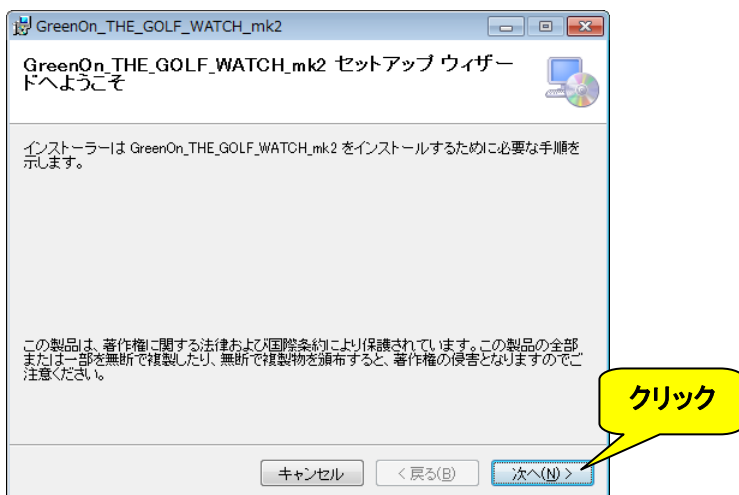 GreenOn_THE_GOLF_WATCH_mk2
GreenOn_THE_GOLF_WATCH_mk2 セットアップ ウィザー
ドへようこそ
インストーラーは GreenOn_THE_GOLF_WATCH_mk2 をインストールするために必要な手順を
示します。
この製品は、著作権に関する法律および国際条約により保護されています。この製品の全部
または一部を無断で複製したり、無断で複製物を頒布すると、著作権の侵害となりますのでご
注意ください。
クリック
キャンセル
< 戻る(B)
次へ(N) >